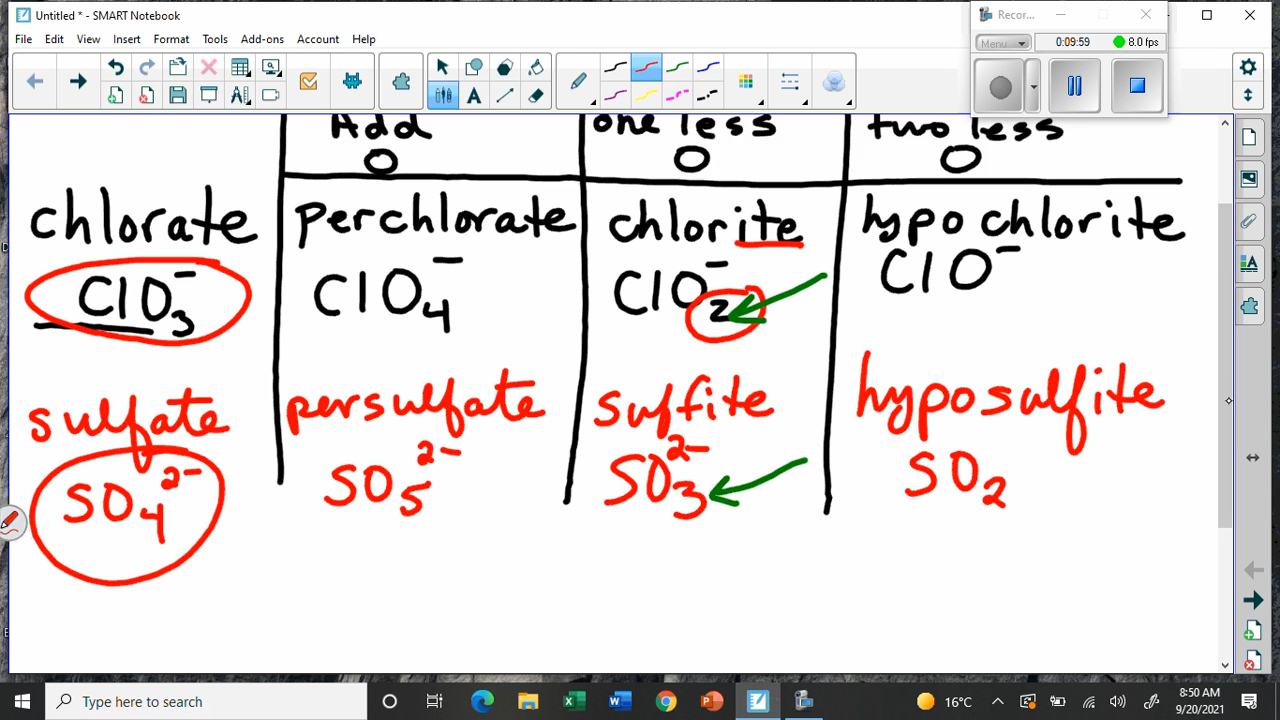 Untitled * - SMART Notebook
Recor...
File Edit View Insert Format Tools Add-ons Account Help
Menu 0:09:59 8.0 fps
Add one less two less
O O O
chlorate perchlorate chlorite hypochlorite
ClO3⁻ ClO4⁻ ClO2⁻ ClO⁻
sulfate persulfate sulfite hyposulfite
SO4²⁻ SO5²⁻ SO3²⁻ SO2
Type here to search
16°C
8:50 AM
9/20/2021